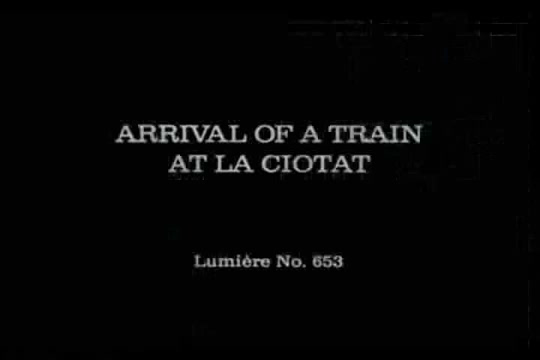 ARRIVAL OF A TRAIN
AT LA CIOTAT
Lumière No. 653